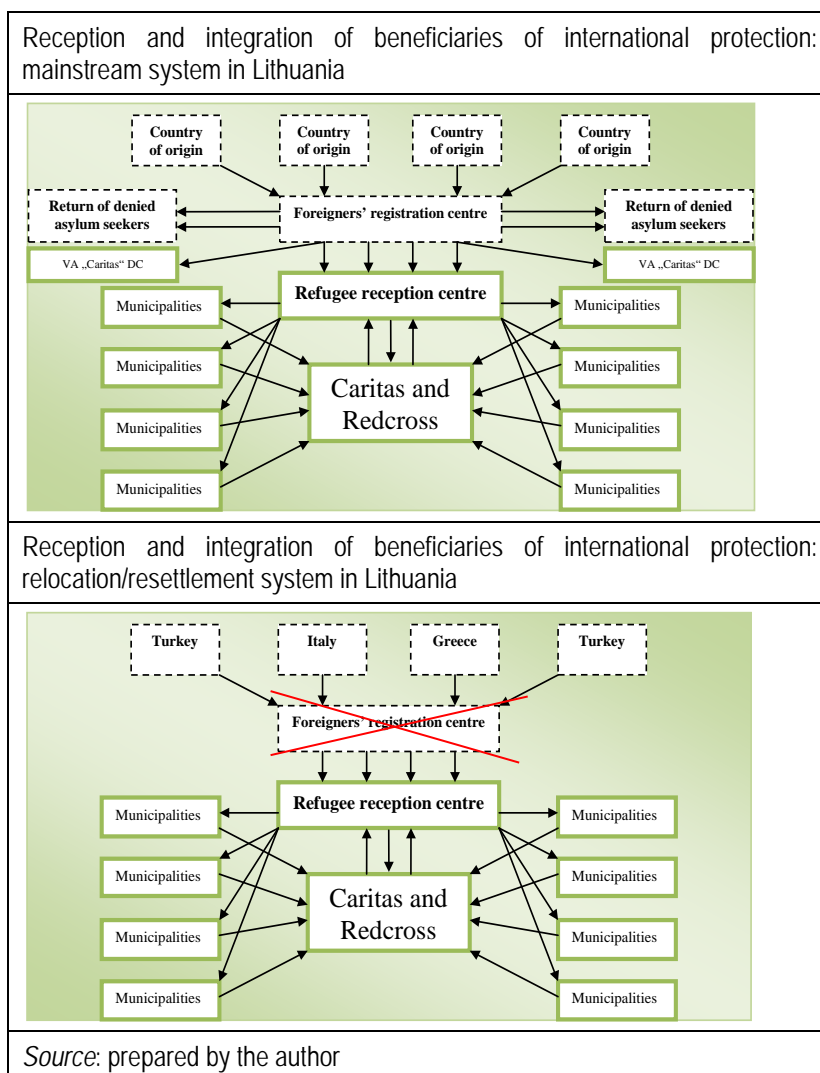 Reception and integration of beneficiaries of international protection:
mainstream system in Lithuania
Country
of origin
Country
of origin
Country
of origin
Country
of origin
Return of denied
asylum seekers
Foreigners' registration centre
Return of denied
asylum seekers
VA „Caritas“ DC
VA „Caritas“ DC
Refugee reception centre
Municipalities
Municipalities
Municipalities
Municipalities
Caritas and
Redcross
Municipalities
Municipalities
Municipalities
Municipalities
Reception and integration of beneficiaries of international protection:
relocation/resettlement system in Lithuania
Turkey
Italy
Greece
Turkey
Foreigners' registration centre
Refugee reception centre
Municipalities
Municipalities
Municipalities
Municipalities
Caritas and
Redcross
Municipalities
Municipalities
Municipalities
Municipalities
Source: prepared by the author